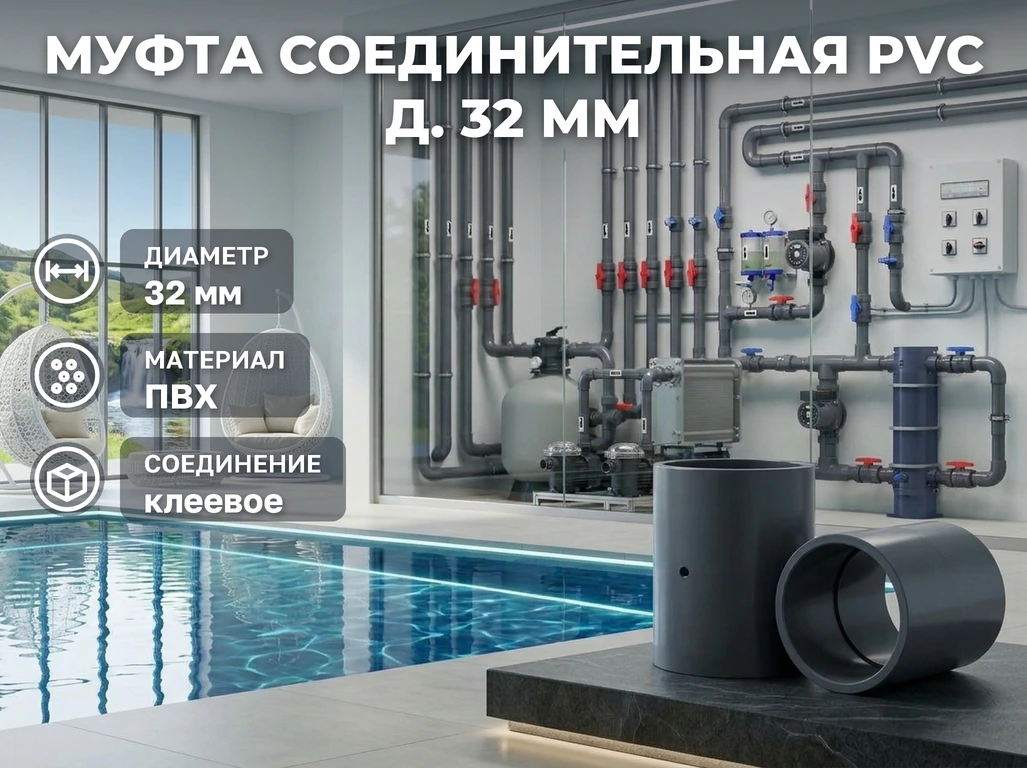 МУФТА СОЕДИНИТЕЛЬНАЯ PVC
Д. 32 ММ
ДИАМЕТР
32 мм
МАТЕРИАЛ
ПВХ
СОЕДИНЕНИЕ
клеевое